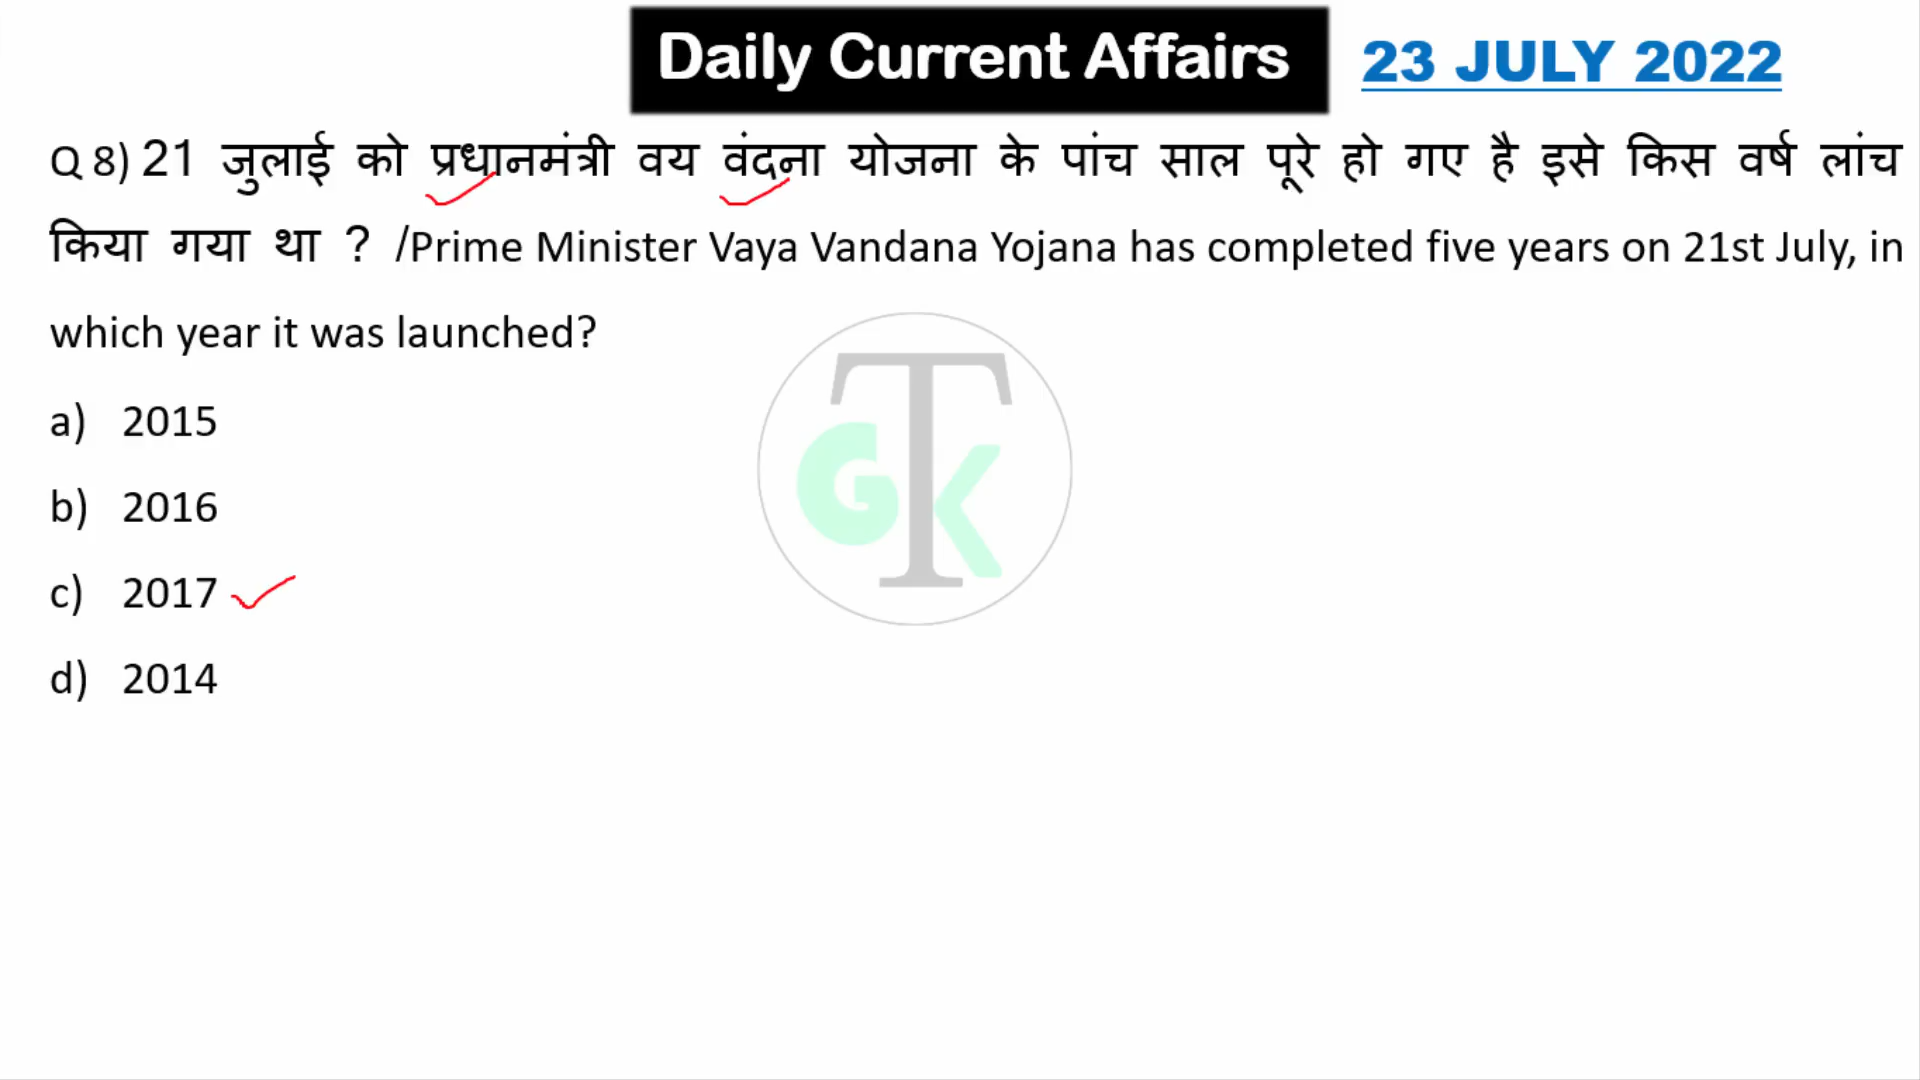 Daily Current Affairs 23 JULY 2022
Q 8) 21 जुलाई को प्रधानमंत्री वय वंदना योजना के पांच साल पूरे हो गए है इसे किस वर्ष लांच
किया गया था ? /Prime Minister Vaya Vandana Yojana has completed five years on 21st July, in
which year it was launched?
a) 2015
b) 2016
c) 2017
d) 2014
GTK